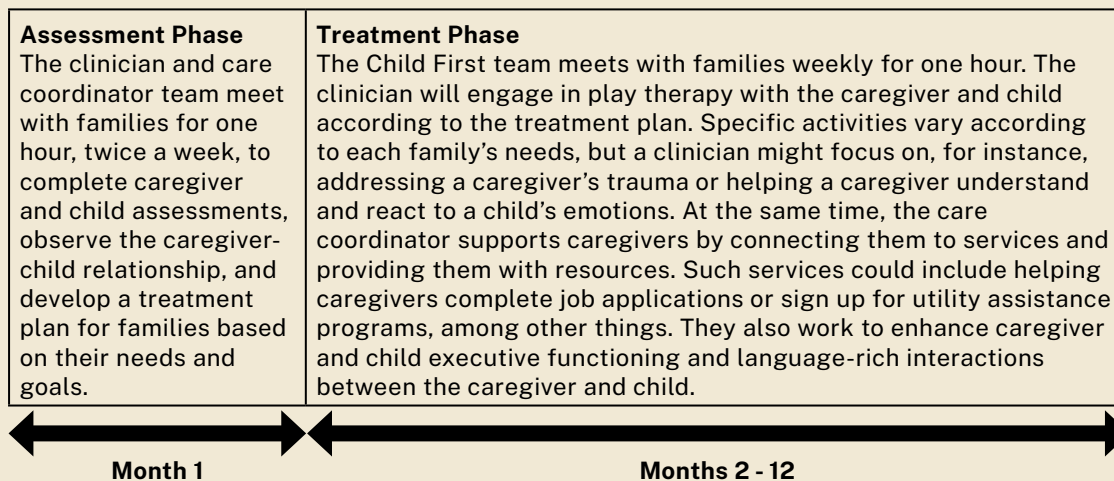 Assessment Phase
The clinician and care
coordinator team meet
with families for one
hour, twice a week, to
complete caregiver
and child assessments,
observe the caregiver-
child relationship, and
develop a treatment
plan for families based
on their needs and
goals.
Treatment Phase
The Child First team meets with families weekly for one hour. The
clinician will engage in play therapy with the caregiver and child
according to the treatment plan. Specific activities vary according
to each family’s needs, but a clinician might focus on, for instance,
addressing a caregiver’s trauma or helping a caregiver understand
and react to a child’s emotions. At the same time, the care
coordinator supports caregivers by connecting them to services and
providing them with resources. Such services could include helping
caregivers complete job applications or sign up for utility assistance
programs, among other things. They also work to enhance caregiver
and child executive functioning and language-rich interactions
between the caregiver and child.
Month 1
Months 2 - 12